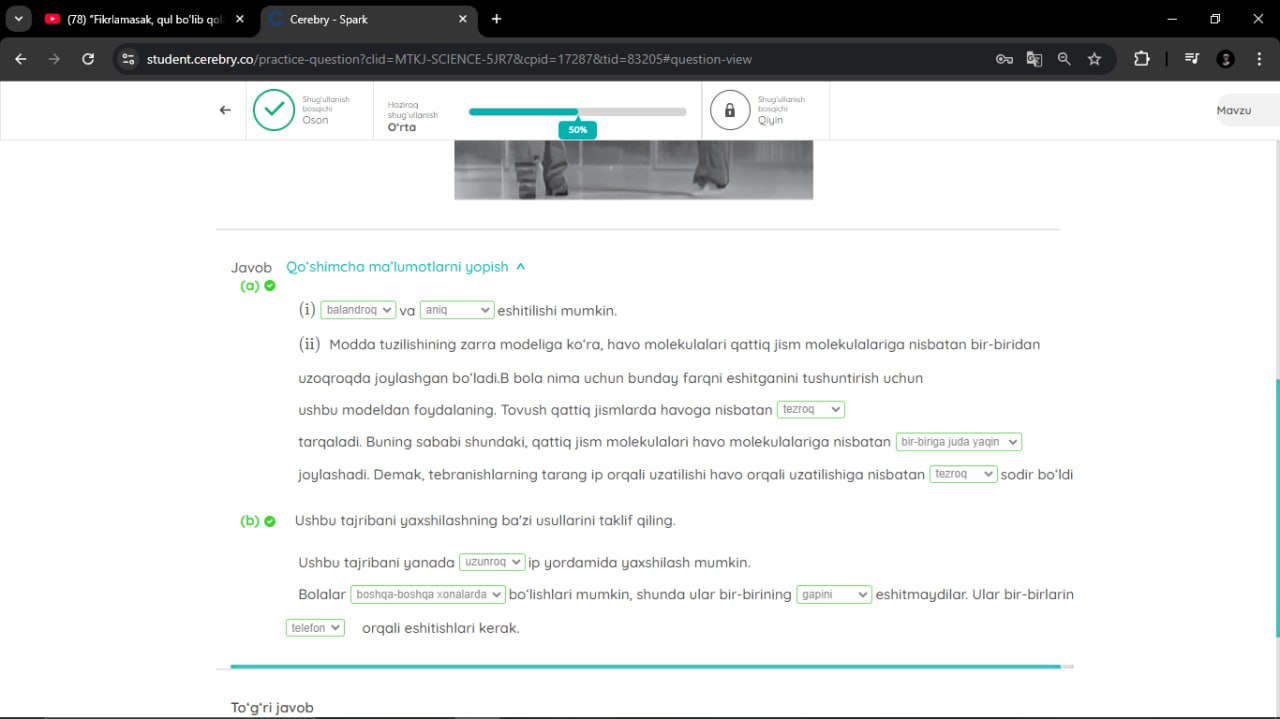 (78) "Fikrlamasak, qul bo'lib qol
Cerebry - Spark
student.cerebry.co/practice-question?clid=MTKJ-SCIENCE-5JR7&cpid=17287&tid=83205#question-view
Shug'ullanish
bosqichi
Oson
Hoziroq
shug'ullanish
O'rta
50%
Shug'ullanish
bosqichi
Qiyin
Mavzu
Javob Qo'shimcha ma'lumotlarni yopish
(a)
(i) balandroq va aniq eshitilishi mumkin.
(ii) Modda tuzilishining zarra modeliga ko'ra, havo molekulalari qattiq jism molekulalariga nisbatan bir-biridan
uzoqroqda joylashgan bo'ladi.B bola nima uchun bunday farqni eshitganini tushuntirish uchun
ushbu modeldan foydalaning. Tovush qattiq jismlarda havoga nisbatan tezroq
tarqaladi. Buning sababi shundaki, qattiq jism molekulalari havo molekulalariga nisbatan bir-biriga juda yaqin
joylashadi. Demak, tebranishlarning tarang ip orqali uzatilishi havo orqali uzatilishiga nisbatan tezroq sodir bo'ldi
(b) Ushbu tajribani yaxshilashning ba'zi usullarini taklif qiling.
Ushbu tajribani yanada uzunroq ip yordamida yaxshilash mumkin.
Bolalar boshqa-boshqa xonalarda bo'lishlari mumkin, shunda ular bir-birining gapini eshitmaydilar. Ular bir-birlarin
telefon orqali eshitishlari kerak.
To'g'ri javob